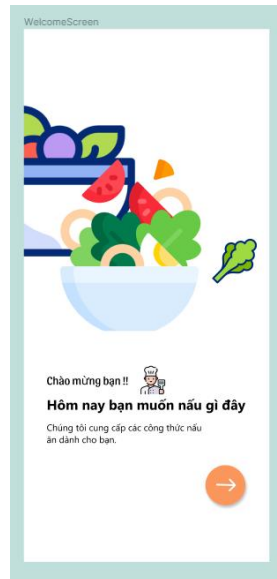 WelcomeScreen
Chào mừng bạn !!
Hôm nay bạn muốn nấu gì đây
Chúng tôi cung cấp các công thức nấu
ăn dành cho bạn.